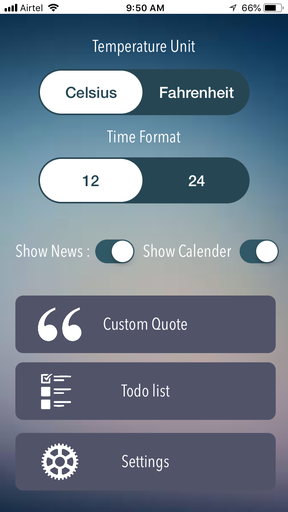 Airtel 9:50 AM 66%
Temperature Unit
Celsius Fahrenheit
Time Format
12 24
Show News : Show Calender
Custom Quote
Todo list
Settings